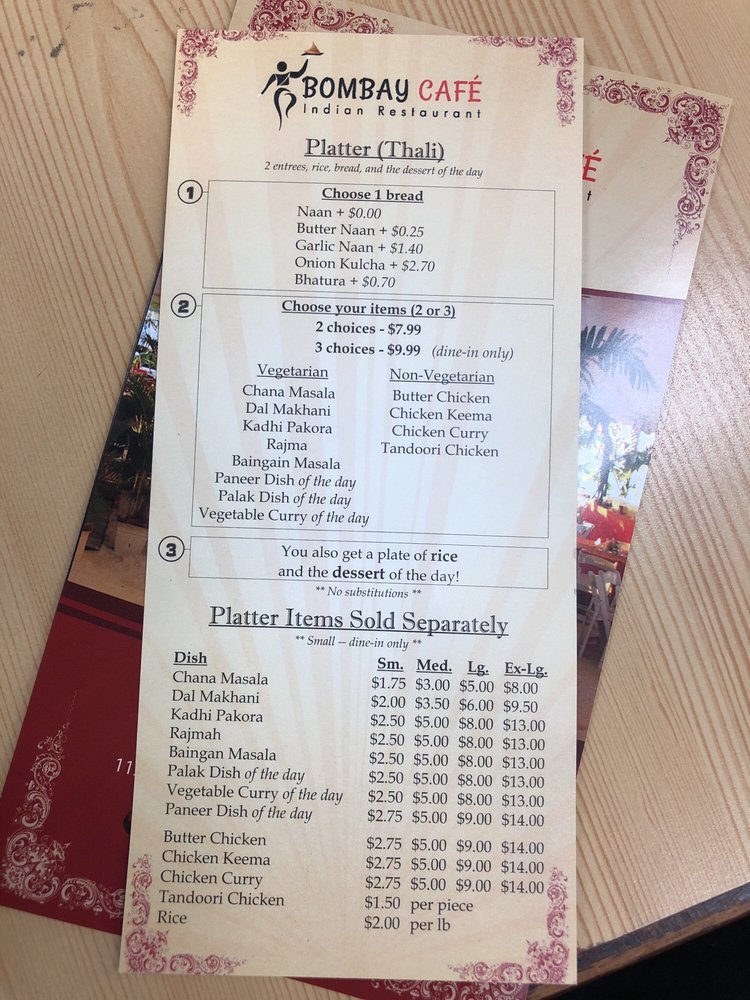 BOMBAY CAFÉ
Indian Restaurant
Platter (Thali)
2 entrees, rice, bread, and the dessert of the day
1
Choose 1 bread
Naan + $0.00
Butter Naan + $0.25
Garlic Naan + $1.40
Onion Kulcha + $2.70
Bhatura + $0.70
2
Choose your items (2 or 3)
2 choices - $7.99
3 choices - $9.99 (dine-in only)
Vegetarian
Chana Masala
Dal Makhani
Kadhi Pakora
Rajma
Baingain Masala
Paneer Dish of the day
Palak Dish of the day
Vegetable Curry of the day
Non-Vegetarian
Butter Chicken
Chicken Keema
Chicken Curry
Tandoori Chicken
3
You also get a plate of rice
and the dessert of the day!
** No substitutions **
Platter Items Sold Separately
** Small -- dine-in only **
Dish Sm. Med. Lg. Ex-Lg.
Chana Masala $1.75 $3.00 $5.00 $8.00
Dal Makhani $2.00 $3.50 $6.00 $9.50
Kadhi Pakora $2.50 $5.00 $8.00 $13.00
Rajmah $2.50 $5.00 $8.00 $13.00
Baingan Masala $2.50 $5.00 $8.00 $13.00
Palak Dish of the day $2.50 $5.00 $8.00 $13.00
Vegetable Curry of the day $2.50 $5.00 $8.00 $13.00
Paneer Dish of the day $2.75 $5.00 $9.00 $14.00
Butter Chicken $2.75 $5.00 $9.00 $14.00
Chicken Keema $2.75 $5.00 $9.00 $14.00
Chicken Curry $2.75 $5.00 $9.00 $14.00
Tandoori Chicken $1.50 per piece
Rice $2.00 per lb